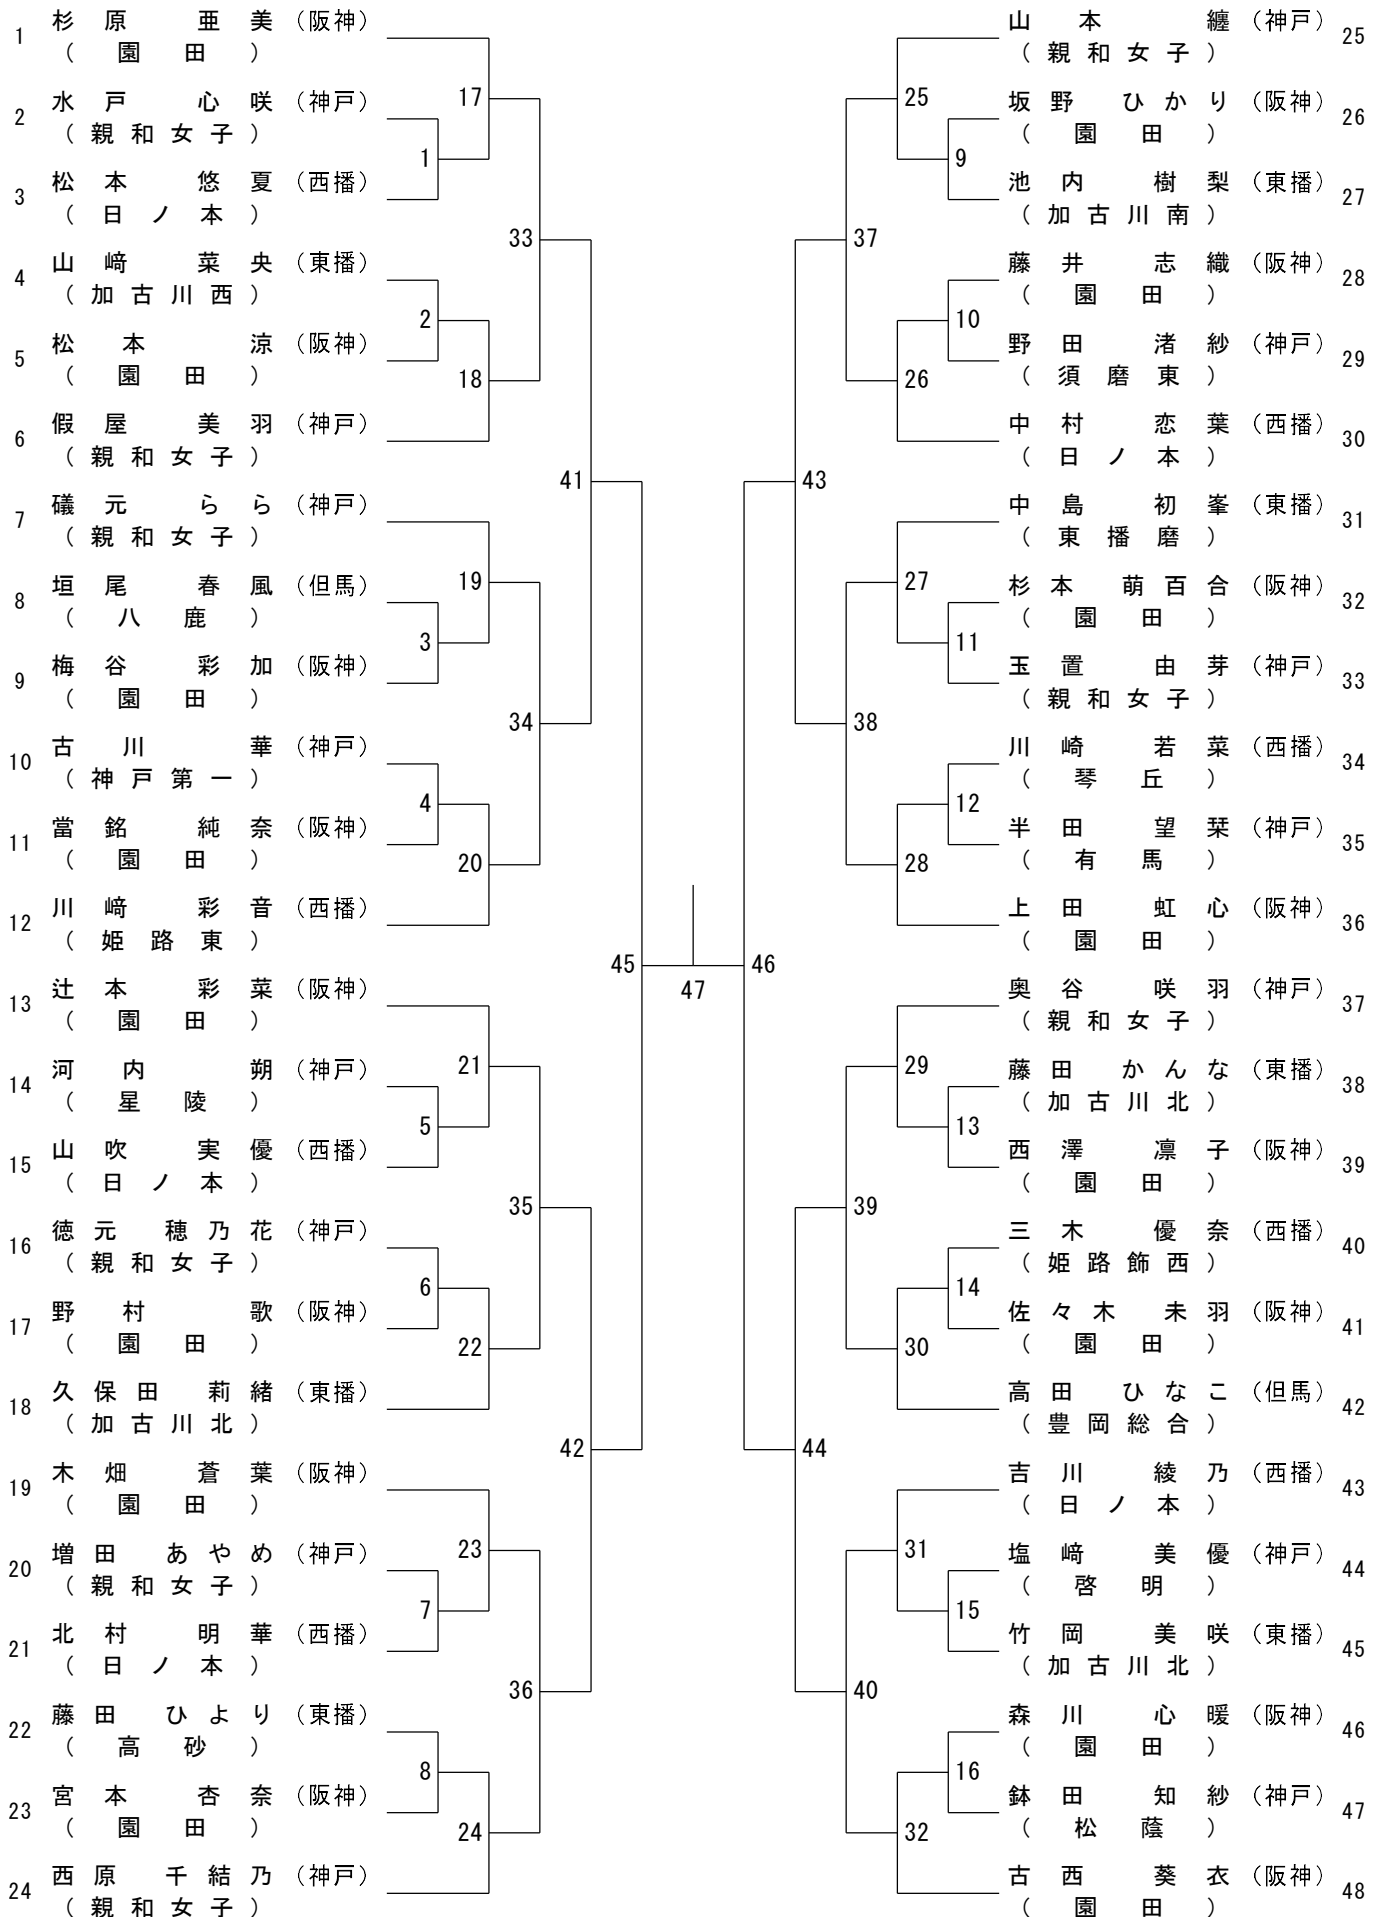 1 杉原 亜美 (阪神)
(園田)
2 水戸 心咲 (神戸)
(親和女子)
3 松本 悠夏 (西播)
(日ノ本)
4 山﨑 菜央 (東播)
(加古川西)
5 松本 涼 (阪神)
(園田)
6 假屋 美羽 (神戸)
(親和女子)
7 礒元 らら (神戸)
(親和女子)
8 垣尾 春風 (但馬)
(八鹿)
9 梅谷 彩加 (阪神)
(園田)
10 古川 華 (神戸)
(神戸第一)
11 當銘 純奈 (阪神)
(園田)
12 川﨑 彩音 (西播)
(姫路東)
13 辻本 彩菜 (阪神)
(園田)
14 河内 朔 (神戸)
(星陵)
15 山吹 実優 (西播)
(日ノ本)
16 徳元 穂乃花 (神戸)
(親和女子)
17 野村 歌 (阪神)
(園田)
18 久保田 莉緒 (東播)
(加古川北)
19 木畑 蒼葉 (阪神)
(園田)
20 増田 あやめ (神戸)
(親和女子)
21 北村 明華 (西播)
(日ノ本)
22 藤田 ひより (東播)
(高砂)
23 宮本 杏奈 (阪神)
(園田)
24 西原 千結乃 (神戸)
(親和女子)
1
2
3
4
5
6
7
8
17
18
19
20
21
22
23
24
33
34
35
36
41
42
45
47
46
43
44
37
38
39
40
25
26
27
28
29
30
31
32
9
10
11
12
13
14
15
16
山本 纏 (神戸) 25
(親和女子)
坂野 ひかり (阪神) 26
(園田)
池内 樹梨 (東播) 27
(加古川南)
藤井 志織 (阪神) 28
(園田)
野田 渚紗 (神戸) 29
(須磨東)
中村 恋葉 (西播) 30
(日ノ本)
中島 初峯 (東播) 31
(東播磨)
杉本 萌百合 (阪神) 32
(園田)
玉置 由芽 (神戸) 33
(親和女子)
川崎 若菜 (西播) 34
(琴丘)
半田 望栞 (神戸) 35
(有馬)
上田 虹心 (阪神) 36
(園田)
奥谷 咲羽 (神戸) 37
(親和女子)
藤田 かんな (東播) 38
(加古川北)
西澤 凛子 (阪神) 39
(園田)
三木 優奈 (西播) 40
(姫路飾西)
佐々木 未羽 (阪神) 41
(園田)
高田 ひなこ (但馬) 42
(豊岡総合)
吉川 綾乃 (西播) 43
(日ノ本)
塩﨑 美優 (神戸) 44
(啓明)
竹岡 美咲 (東播) 45
(加古川北)
森川 心暖 (阪神) 46
(園田)
鉢田 知紗 (神戸) 47
(松蔭)
古西 葵衣 (阪神) 48
(園田)